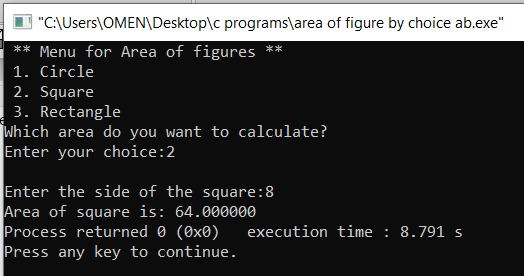 "C:\Users\OMEN\Desktop\c programs\area of figure by choice ab.exe"
** Menu for Area of figures **
1. Circle
2. Square
3. Rectangle
Which area do you want to calculate?
Enter your choice:2
Enter the side of the square:8
Area of square is: 64.000000
Process returned 0 (0x0)   execution time : 8.791 s
Press any key to continue.